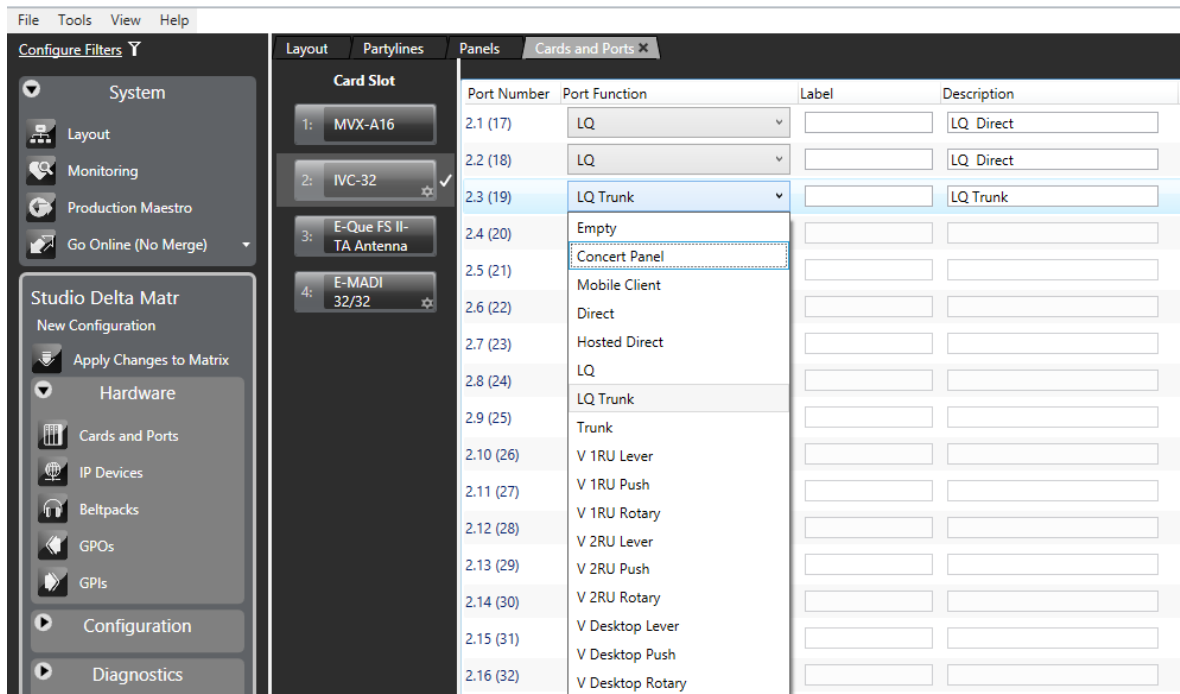 File Tools View Help
Configure Filters
System
Layout
Monitoring
Production Maestro
Go Online (No Merge)
Studio Delta Matr
New Configuration
Apply Changes to Matrix
Hardware
Cards and Ports
IP Devices
Beltpacks
GPOs
GPIs
Configuration
Diagnostics
Layout Partylines Panels Cards and Ports
Card Slot
1: MVX-A16
2: IVC-32
3: E-Que FS II-
TA Antenna
4: E-MADI
32/32
Port Number Port Function Label Description
2.1 (17) LQ LQ Direct
2.2 (18) LQ LQ Direct
2.3 (19) LQ Trunk LQ Trunk
2.4 (20)
2.5 (21)
2.6 (22)
2.7 (23)
2.8 (24)
2.9 (25)
2.10 (26)
2.11 (27)
2.12 (28)
2.13 (29)
2.14 (30)
2.15 (31)
2.16 (32)
Empty
Concert Panel
Mobile Client
Direct
Hosted Direct
LQ
LQ Trunk
Trunk
V 1RU Lever
V 1RU Push
V 1RU Rotary
V 2RU Lever
V 2RU Push
V 2RU Rotary
V Desktop Lever
V Desktop Push
V Desktop Rotary